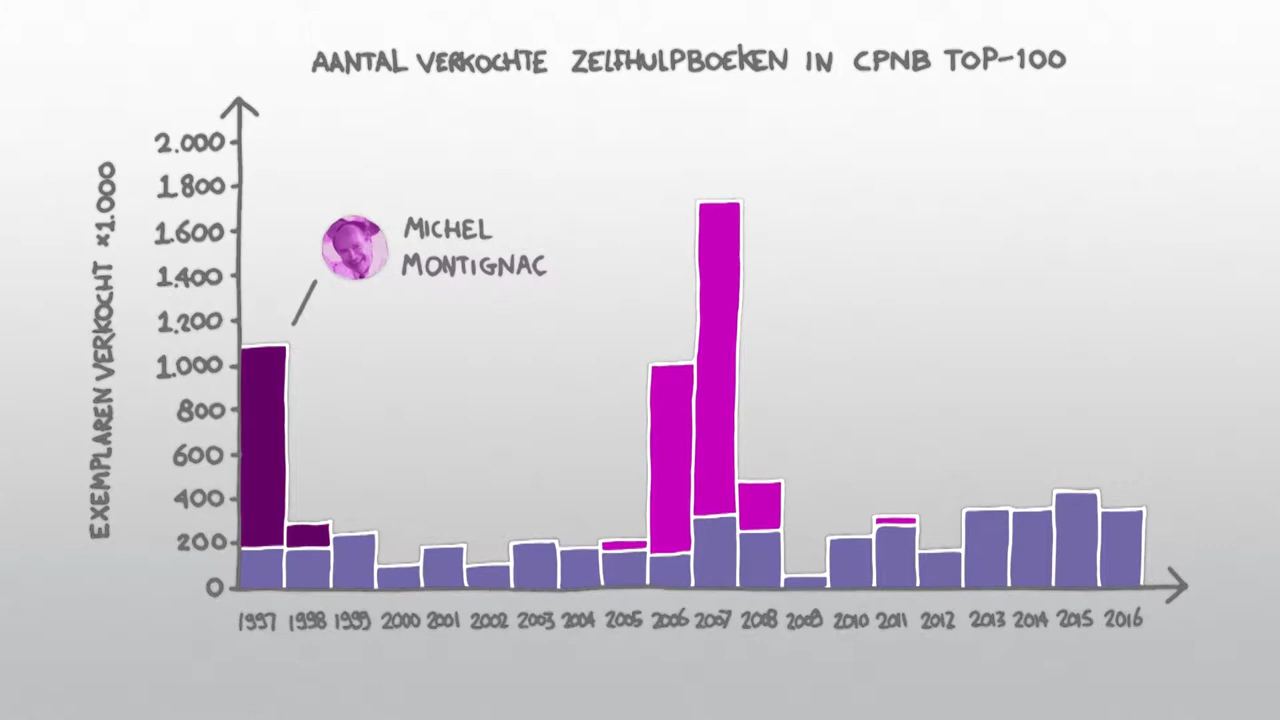 AANTAL VERKOCHTE ZELFHULPBOEKEN IN CPNB TOP-100
EXEMPLAREN VERKOCHT ×1.000
2.000
1.800
1.600
1.400
1.200
1.000
800
600
400
200
0
MICHEL
MONTIGNAC
1997 1998 1999 2000 2001 2002 2003 2004 2005 2006 2007 2008 2009 2010 2011 2012 2013 2014 2015 2016